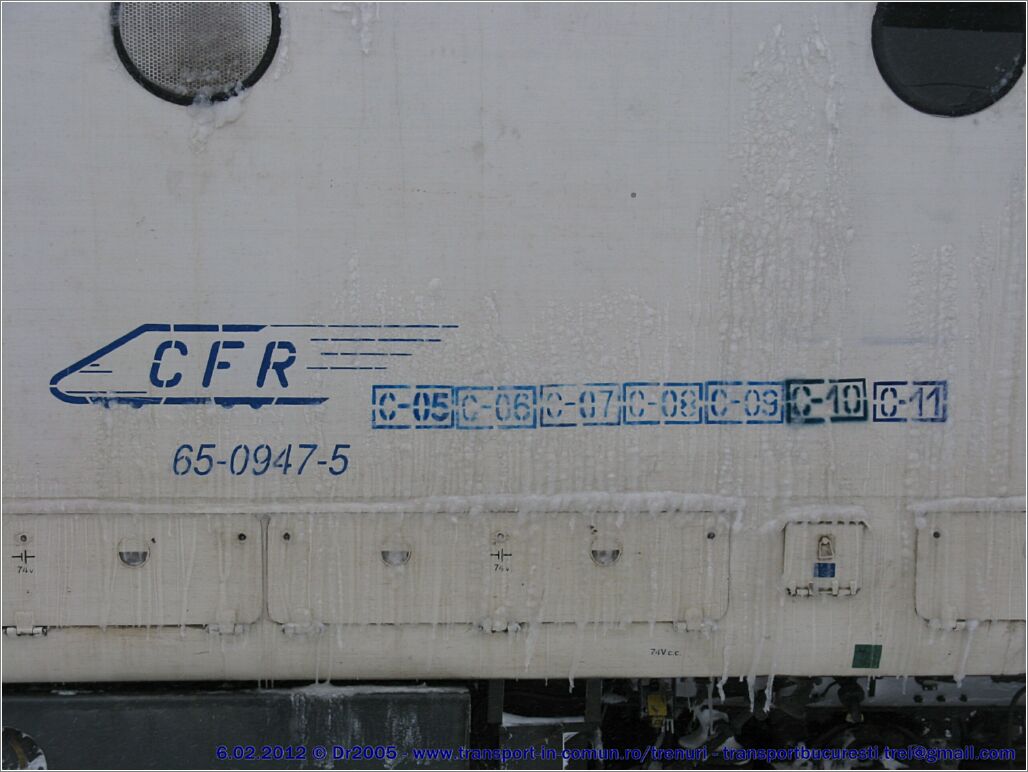 CFR
C-05 C-06 C-07 C-08 C-09 C-10 C-11
65-0947-5
74v 74v
74V c.c.
6.02.2012 © Dr2005 - www.transport-in-comun.ro/trenuri - transportbucuresti.trei@gmail.com